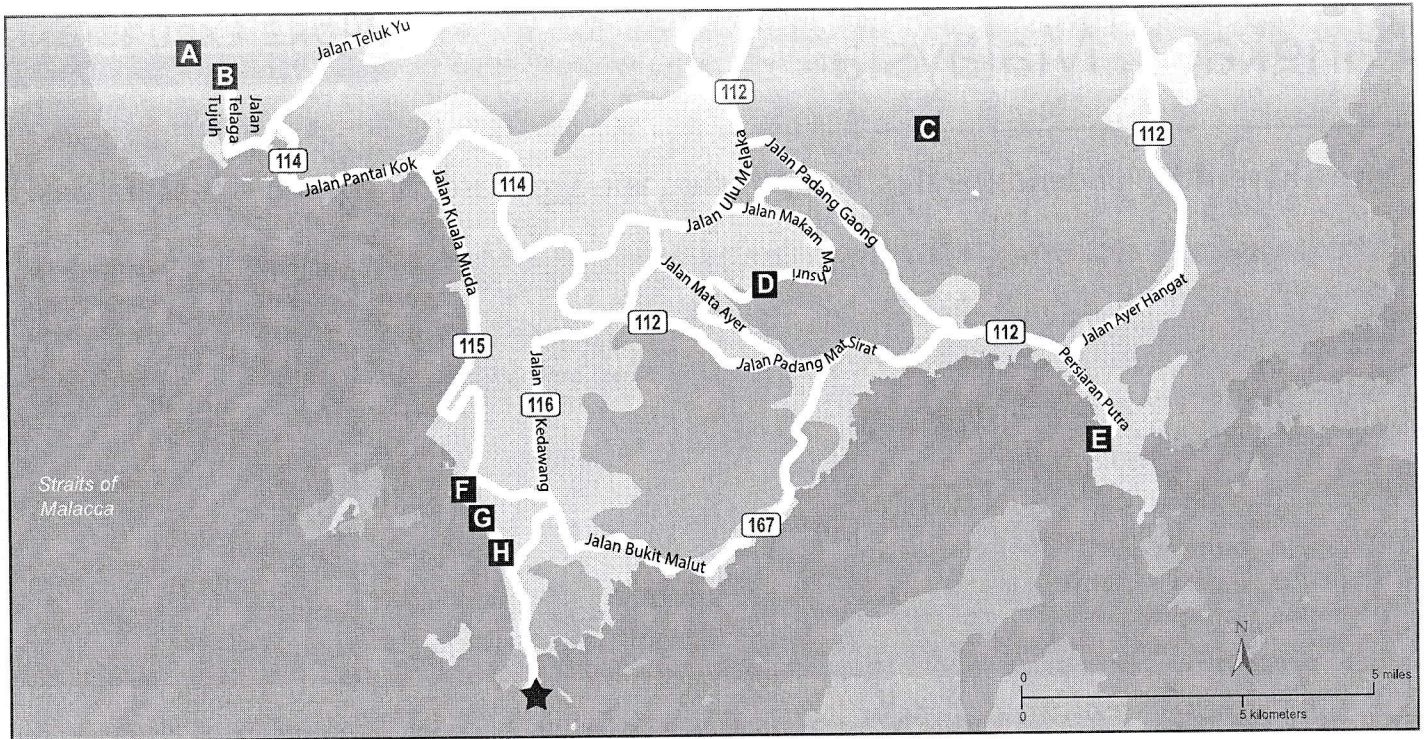 A
B
Jalan Teluk Yu
Jalan
Telaga
Tujuh
114
Jalan Pantai Kok
114
112
Jalan Ulu Melaka
Jalan Padang Gaong
C
112
Jalan Kuala Muda
Jalan Makam Mahsuri
D
Jalan Mata Ayer
112
Jalan Padang Mat Sirat
112
Jalan Ayer Hangat
Persiaran Putra
E
115
Jalan Kedawang
116
Straits of
Malacca
F
G
H
Jalan Bukit Malut
167
N
0
5 miles
0
5 kilometers